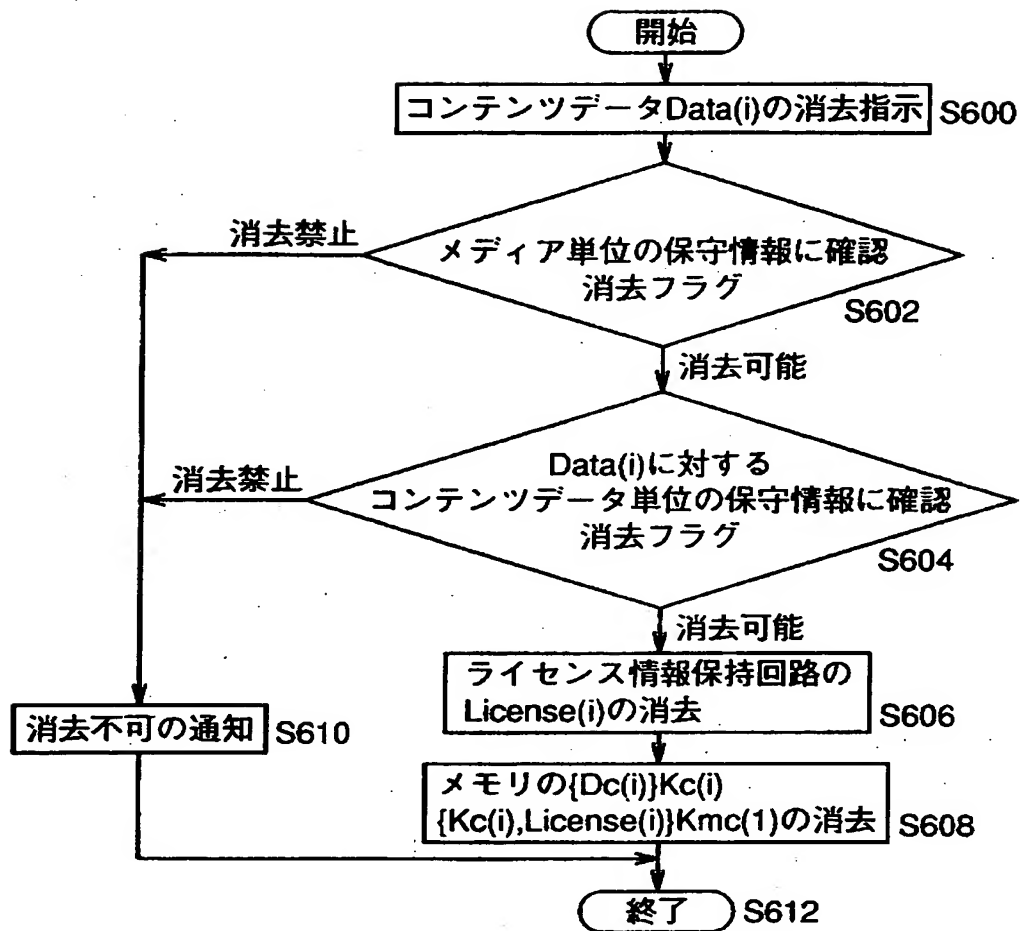 開始
コンテンツデータData(i)の消去指示
S600
消去禁止
メディア単位の保守情報に確認
消去フラグ
S602
消去可能
消去禁止
Data(i)に対する
コンテンツデータ単位の保守情報に確認
消去フラグ
S604
消去可能
ライセンス情報保持回路の
License(i)の消去
S606
消去不可の通知
S610
メモリの{Dc(i)}Kc(i)
{Kc(i),License(i)}Kmc(1)の消去
S608
終了
S612